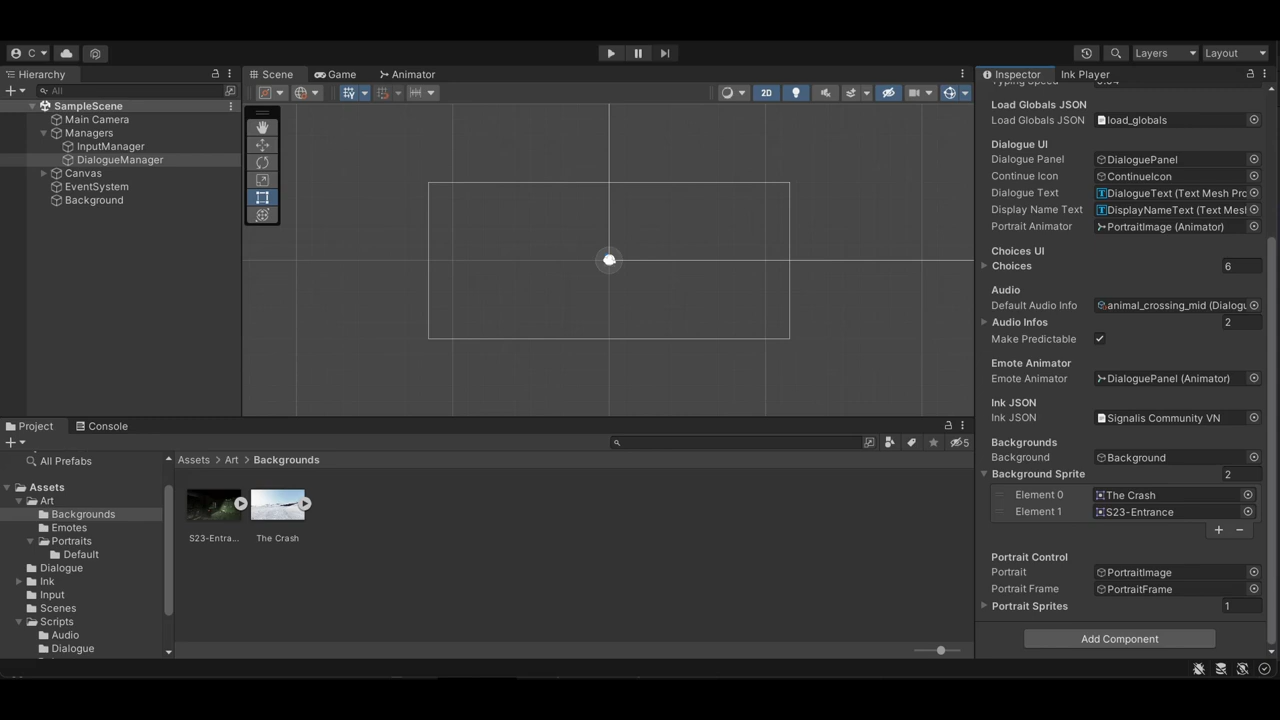 C
Layers
Layout
Hierarchy
All
SampleScene
Main Camera
Managers
InputManager
DialogueManager
Canvas
EventSystem
Background
Scene
Game
Animator
2D
Inspector
Ink Player
Load Globals JSON
Load Globals JSON load_globals
Dialogue UI
Dialogue Panel DialoguePanel
Continue Icon ContinueIcon
Dialogue Text DialogueText (Text Mesh Pro
Display Name Text DisplayNameText (Text Mesl
Portrait Animator PortraitImage (Animator)
Choices UI
Choices 6
Audio
Default Audio Info animal_crossing_mid (Dialogu
Audio Infos 2
Make Predictable
Emote Animator
Emote Animator DialoguePanel (Animator)
Ink JSON
Ink JSON Signalis Community VN
Backgrounds
Background Background
Background Sprite 2
Element 0 The Crash
Element 1 S23-Entrance
Portrait Control
Portrait PortraitImage
Portrait Frame PortraitFrame
Portrait Sprites 1
Add Component
Project
Console
5
All Prefabs
Assets
Art
Backgrounds
Emotes
Portraits
Default
Dialogue
Ink
Input
Scenes
Scripts
Audio
Dialogue
Assets > Art > Backgrounds
S23-Entra...
The Crash